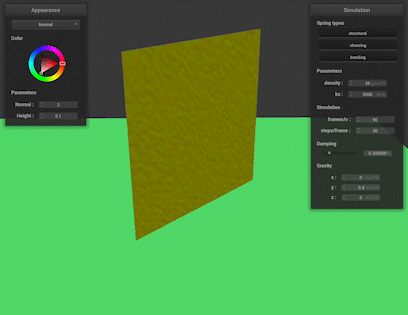 Appearance
Normal
Color
Parameters
Normal :
Height : 0.1
Simulation
Spring types
structural
shearing
bending
Parameters
density : 30
ks : 5000
Simulation
frames/s : 90
steps/frame : 30
Damping
0.200000
Gravity
x : 0
y : -9.8
z : 0